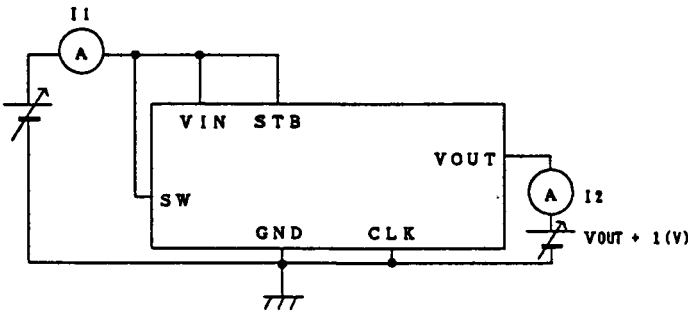 I1
A
VIN STB
VOUT
SW
A I2
GND CLK
VOUT + 1(V)